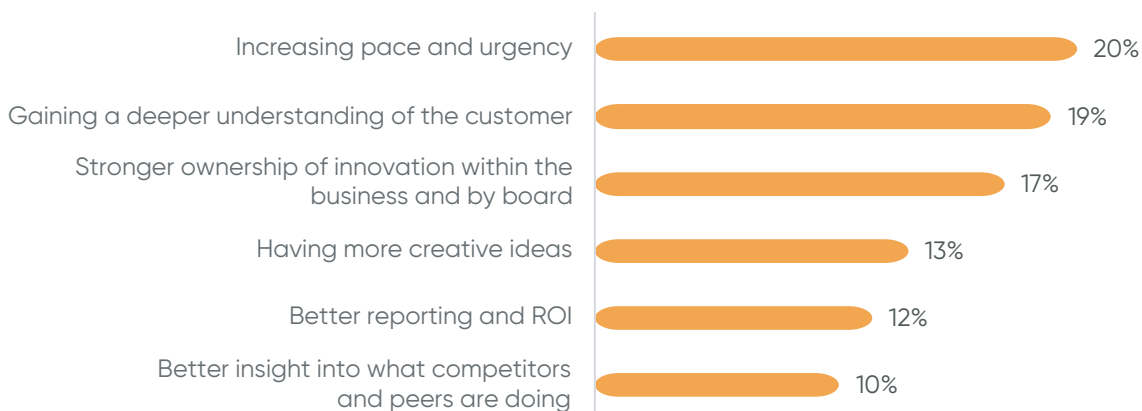 Increasing pace and urgency 20%
Gaining a deeper understanding of the customer 19%
Stronger ownership of innovation within the
business and by board 17%
Having more creative ideas 13%
Better reporting and ROI 12%
Better insight into what competitors
and peers are doing 10%